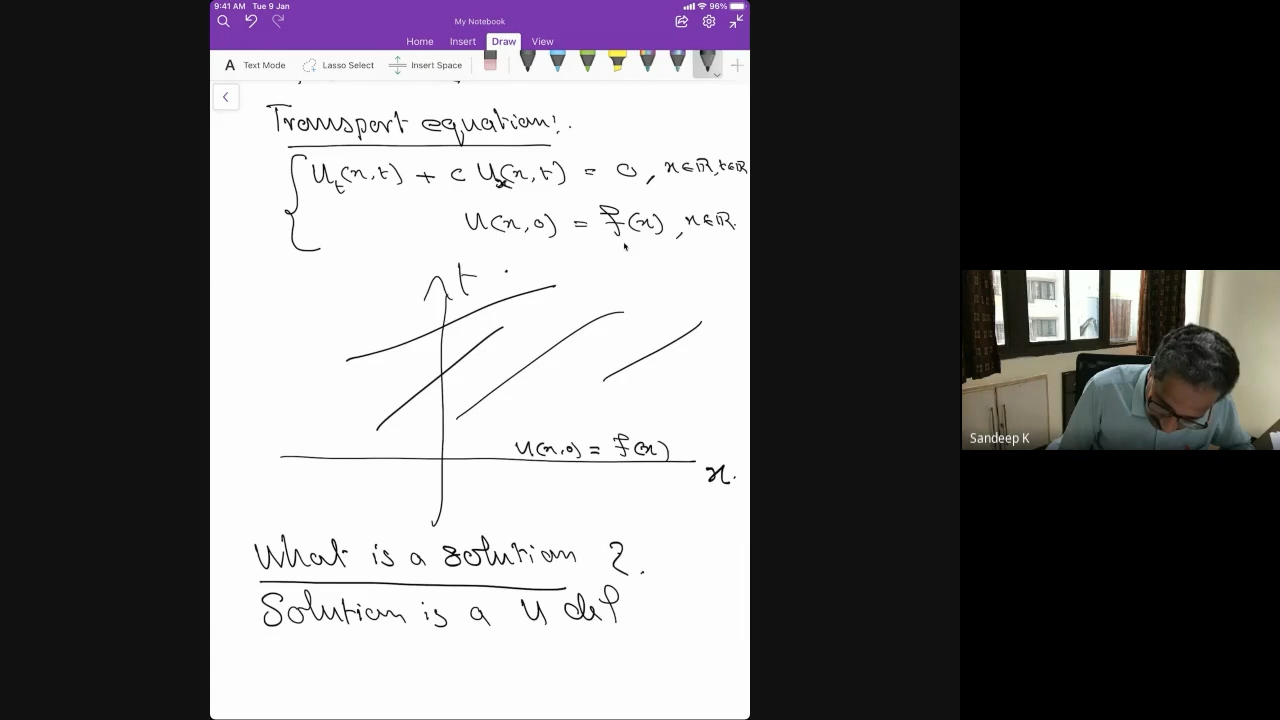 9:41 AM Tue 9 Jan
96%
My Notebook
Home Insert Draw View
A Text Mode Lasso Select Insert Space
Transport equation:.
U_t(x,t) + c U_x(x,t) = 0, x∈ℝ, t∈ℝ
U(x,0) = f(x), x∈ℝ.
t
U(x,0) = f(x)
x.
What is a solution ?.
Solution is a U def
Sandeep K